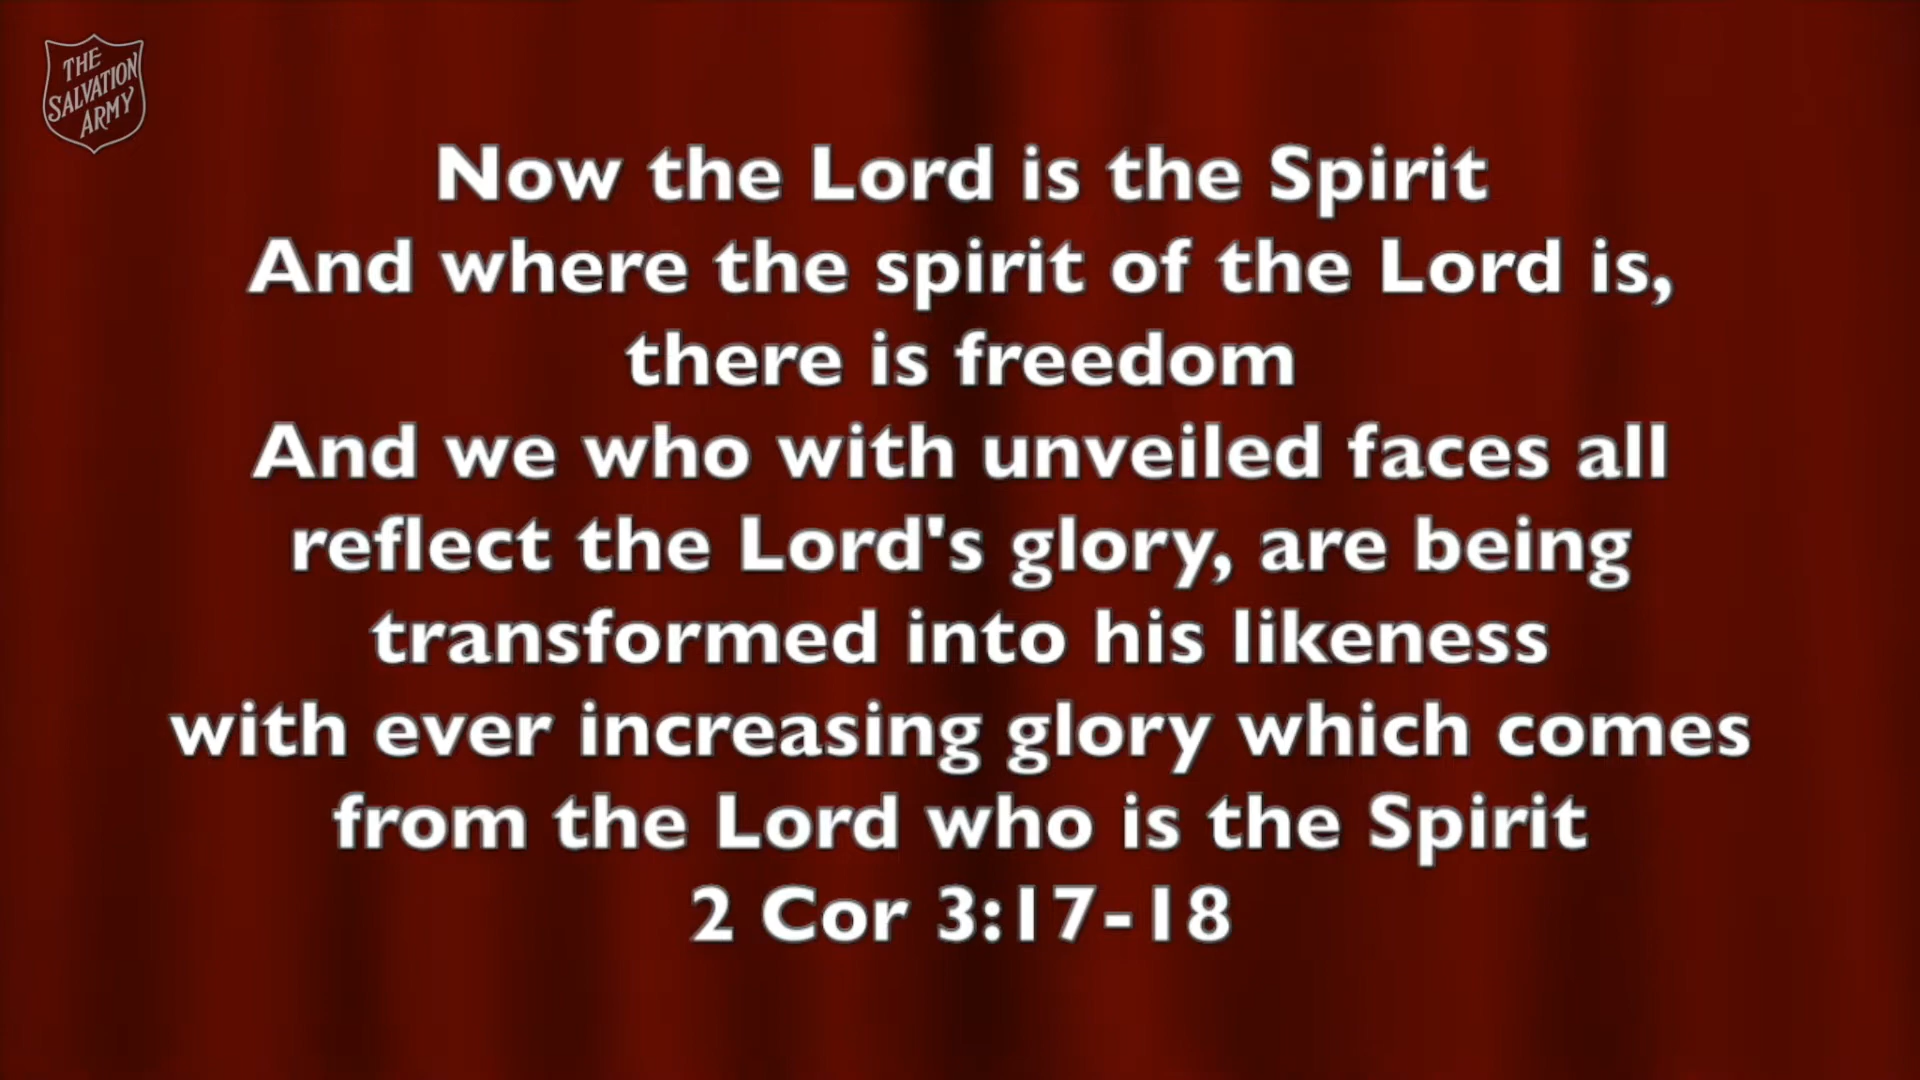 THE
SALVATION
ARMY
Now the Lord is the Spirit
And where the spirit of the Lord is,
there is freedom
And we who with unveiled faces all
reflect the Lord's glory, are being
transformed into his likeness
with ever increasing glory which comes
from the Lord who is the Spirit
2 Cor 3:17-18